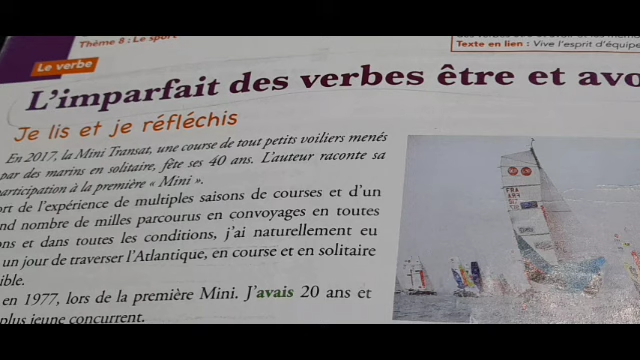 Thème 8 : Le sport
Texte en lien : Vive l'esprit d'équipe
Le verbe
L'imparfait des verbes être et avo
Je lis et je réfléchis
En 2017, la Mini Transat, une course de tout petits voiliers menés
par des marins en solitaire, fête ses 40 ans. L'auteur raconte sa
participation à la première « Mini ».
ort de l'expérience de multiples saisons de courses et d'un
nd nombre de milles parcourus en convoyages en toutes
ons et dans toutes les conditions, j'ai naturellement eu
un jour de traverser l'Atlantique, en course et en solitaire
ible.
en 1977, lors de la première Mini. J'avais 20 ans et
plus jeune concurrent.